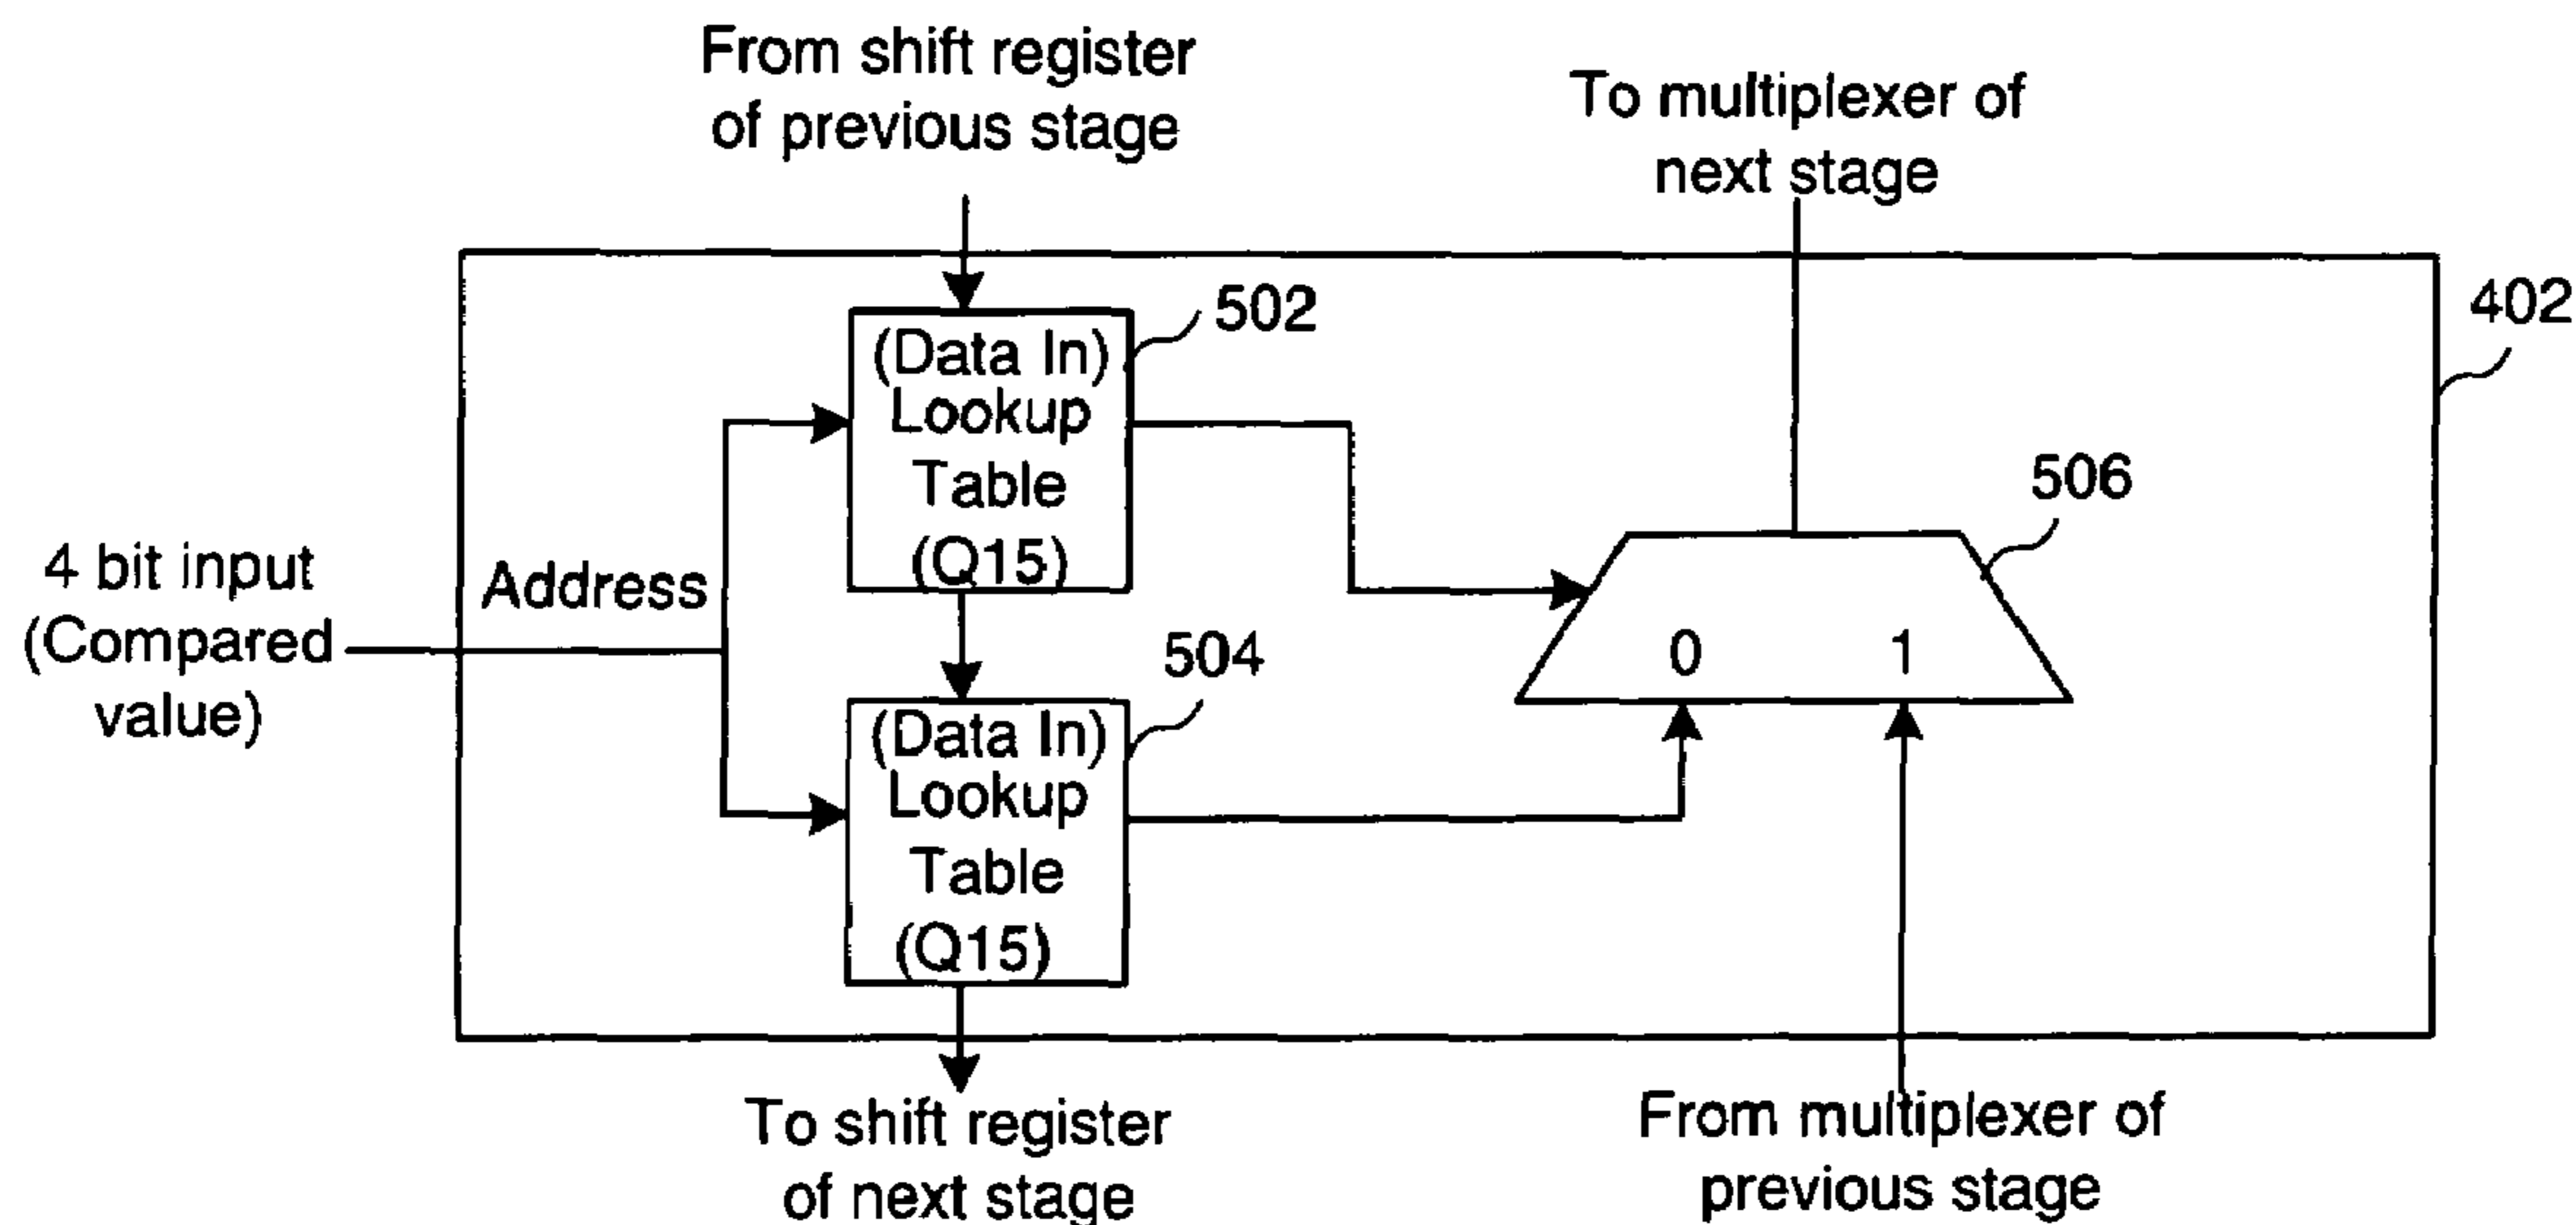 From shift register
of previous stage
To multiplexer of
next stage
402
502
(Data In)
Lookup
Table
(Q15)
506
4 bit input
(Compared
value)
Address
0 1
504
(Data In)
Lookup
Table
(Q15)
To shift register
of next stage
From multiplexer of
previous stage